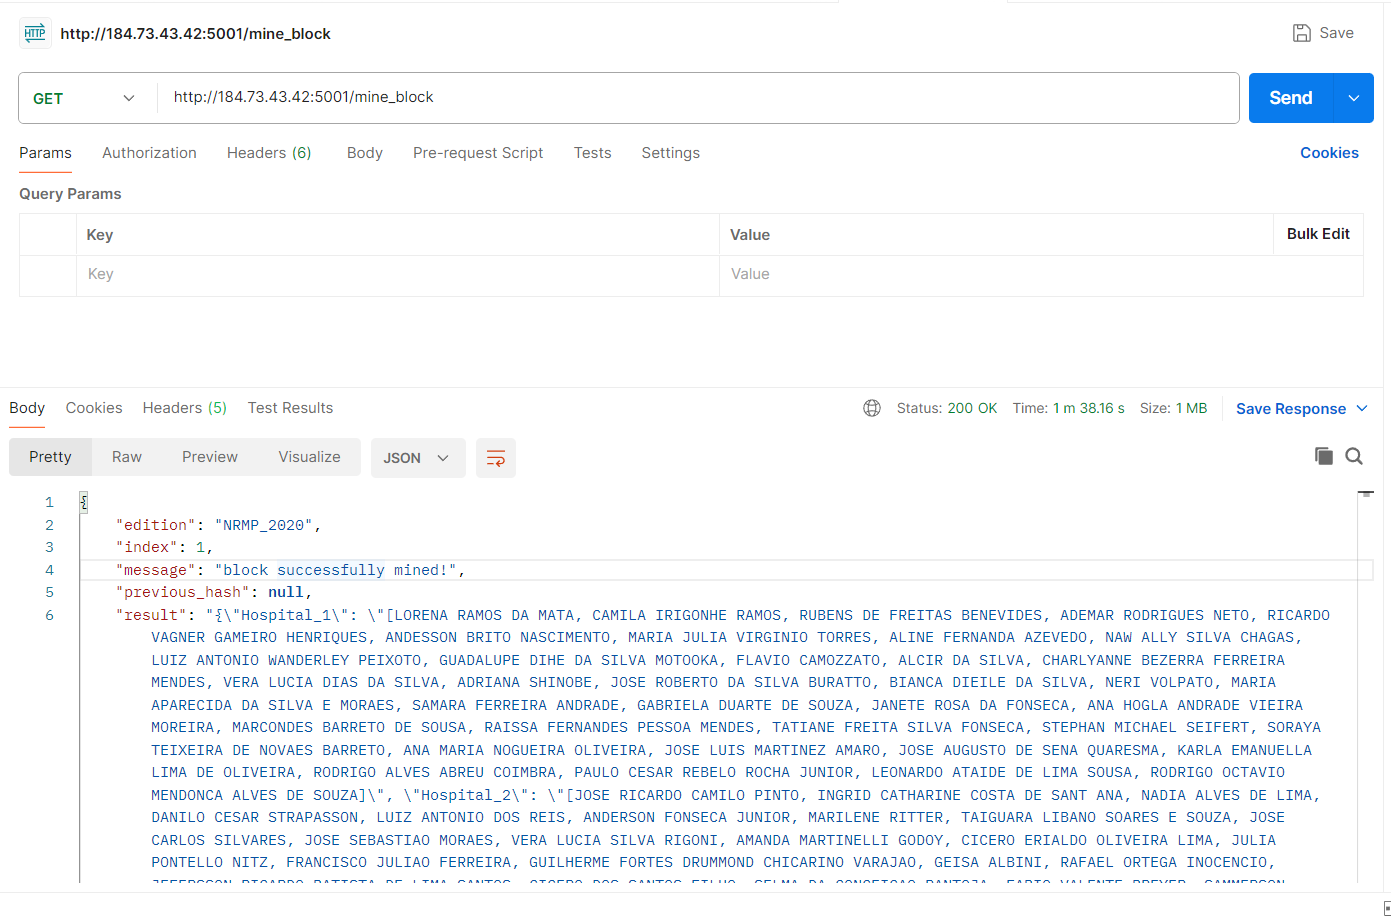 HTTP http://184.73.43.42:5001/mine_block Save
GET http://184.73.43.42:5001/mine_block Send
Params Authorization Headers (6) Body Pre-request Script Tests Settings Cookies
Query Params
Key Value Bulk Edit
Key Value
Body Cookies Headers (5) Test Results Status: 200 OK Time: 1 m 38.16 s Size: 1 MB Save Response
Pretty Raw Preview Visualize JSON
1 {
2 "edition": "NRMP_2020",
3 "index": 1,
4 "message": "block successfully mined!",
5 "previous_hash": null,
6 "result": "{\"Hospital_1\": \"[LORENA RAMOS DA MATA, CAMILA IRIGONHE RAMOS, RUBENS DE FREITAS BENEVIDES, ADEMAR RODRIGUES NETO, RICARDO
VAGNER GAMEIRO HENRIQUES, ANDESSON BRITO NASCIMENTO, MARIA JULIA VIRGINIO TORRES, ALINE FERNANDA AZEVEDO, NAW ALLY SILVA CHAGAS,
LUIZ ANTONIO WANDERLEY PEIXOTO, GUADALUPE DIHE DA SILVA MOTOOKA, FLAVIO CAMOZZATO, ALCIR DA SILVA, CHARLYANNE BEZERRA FERREIRA
MENDES, VERA LUCIA DIAS DA SILVA, ADRIANA SHINOBE, JOSE ROBERTO DA SILVA BURATTO, BIANCA DIEILE DA SILVA, NERI VOLPATO, MARIA
APARECIDA DA SILVA E MORAES, SAMARA FERREIRA ANDRADE, GABRIELA DUARTE DE SOUZA, JANETE ROSA DA FONSECA, ANA HOGLA ANDRADE VIEIRA
MOREIRA, MARCONDES BARRETO DE SOUSA, RAISSA FERNANDES PESSOA MENDES, TATIANE FREITA SILVA FONSECA, STEPHAN MICHAEL SEIFERT, SORAYA
TEIXEIRA DE NOVAES BARRETO, ANA MARIA NOGUEIRA OLIVEIRA, JOSE LUIS MARTINEZ AMARO, JOSE AUGUSTO DE SENA QUARESMA, KARLA EMANUELLA
LIMA DE OLIVEIRA, RODRIGO ALVES ABREU COIMBRA, PAULO CESAR REBELO ROCHA JUNIOR, LEONARDO ATAIDE DE LIMA SOUSA, RODRIGO OCTAVIO
MENDONCA ALVES DE SOUZA]\", \"Hospital_2\": \"[JOSE RICARDO CAMILO PINTO, INGRID CATHARINE COSTA DE SANT ANA, NADIA ALVES DE LIMA,
DANILO CESAR STRAPASSON, LUIZ ANTONIO DOS REIS, ANDERSON FONSECA JUNIOR, MARILENE RITTER, TAIGUARA LIBANO SOARES E SOUZA, JOSE
CARLOS SILVARES, JOSE SEBASTIAO MORAES, VERA LUCIA SILVA RIGONI, AMANDA MARTINELLI GODOY, CICERO ERIALDO OLIVEIRA LIMA, JULIA
PONTELLO NITZ, FRANCISCO JULIAO FERREIRA, GUILHERME FORTES DRUMMOND CHICARINO VARAJAO, GEISA ALBINI, RAFAEL ORTEGA INOCENCIO,